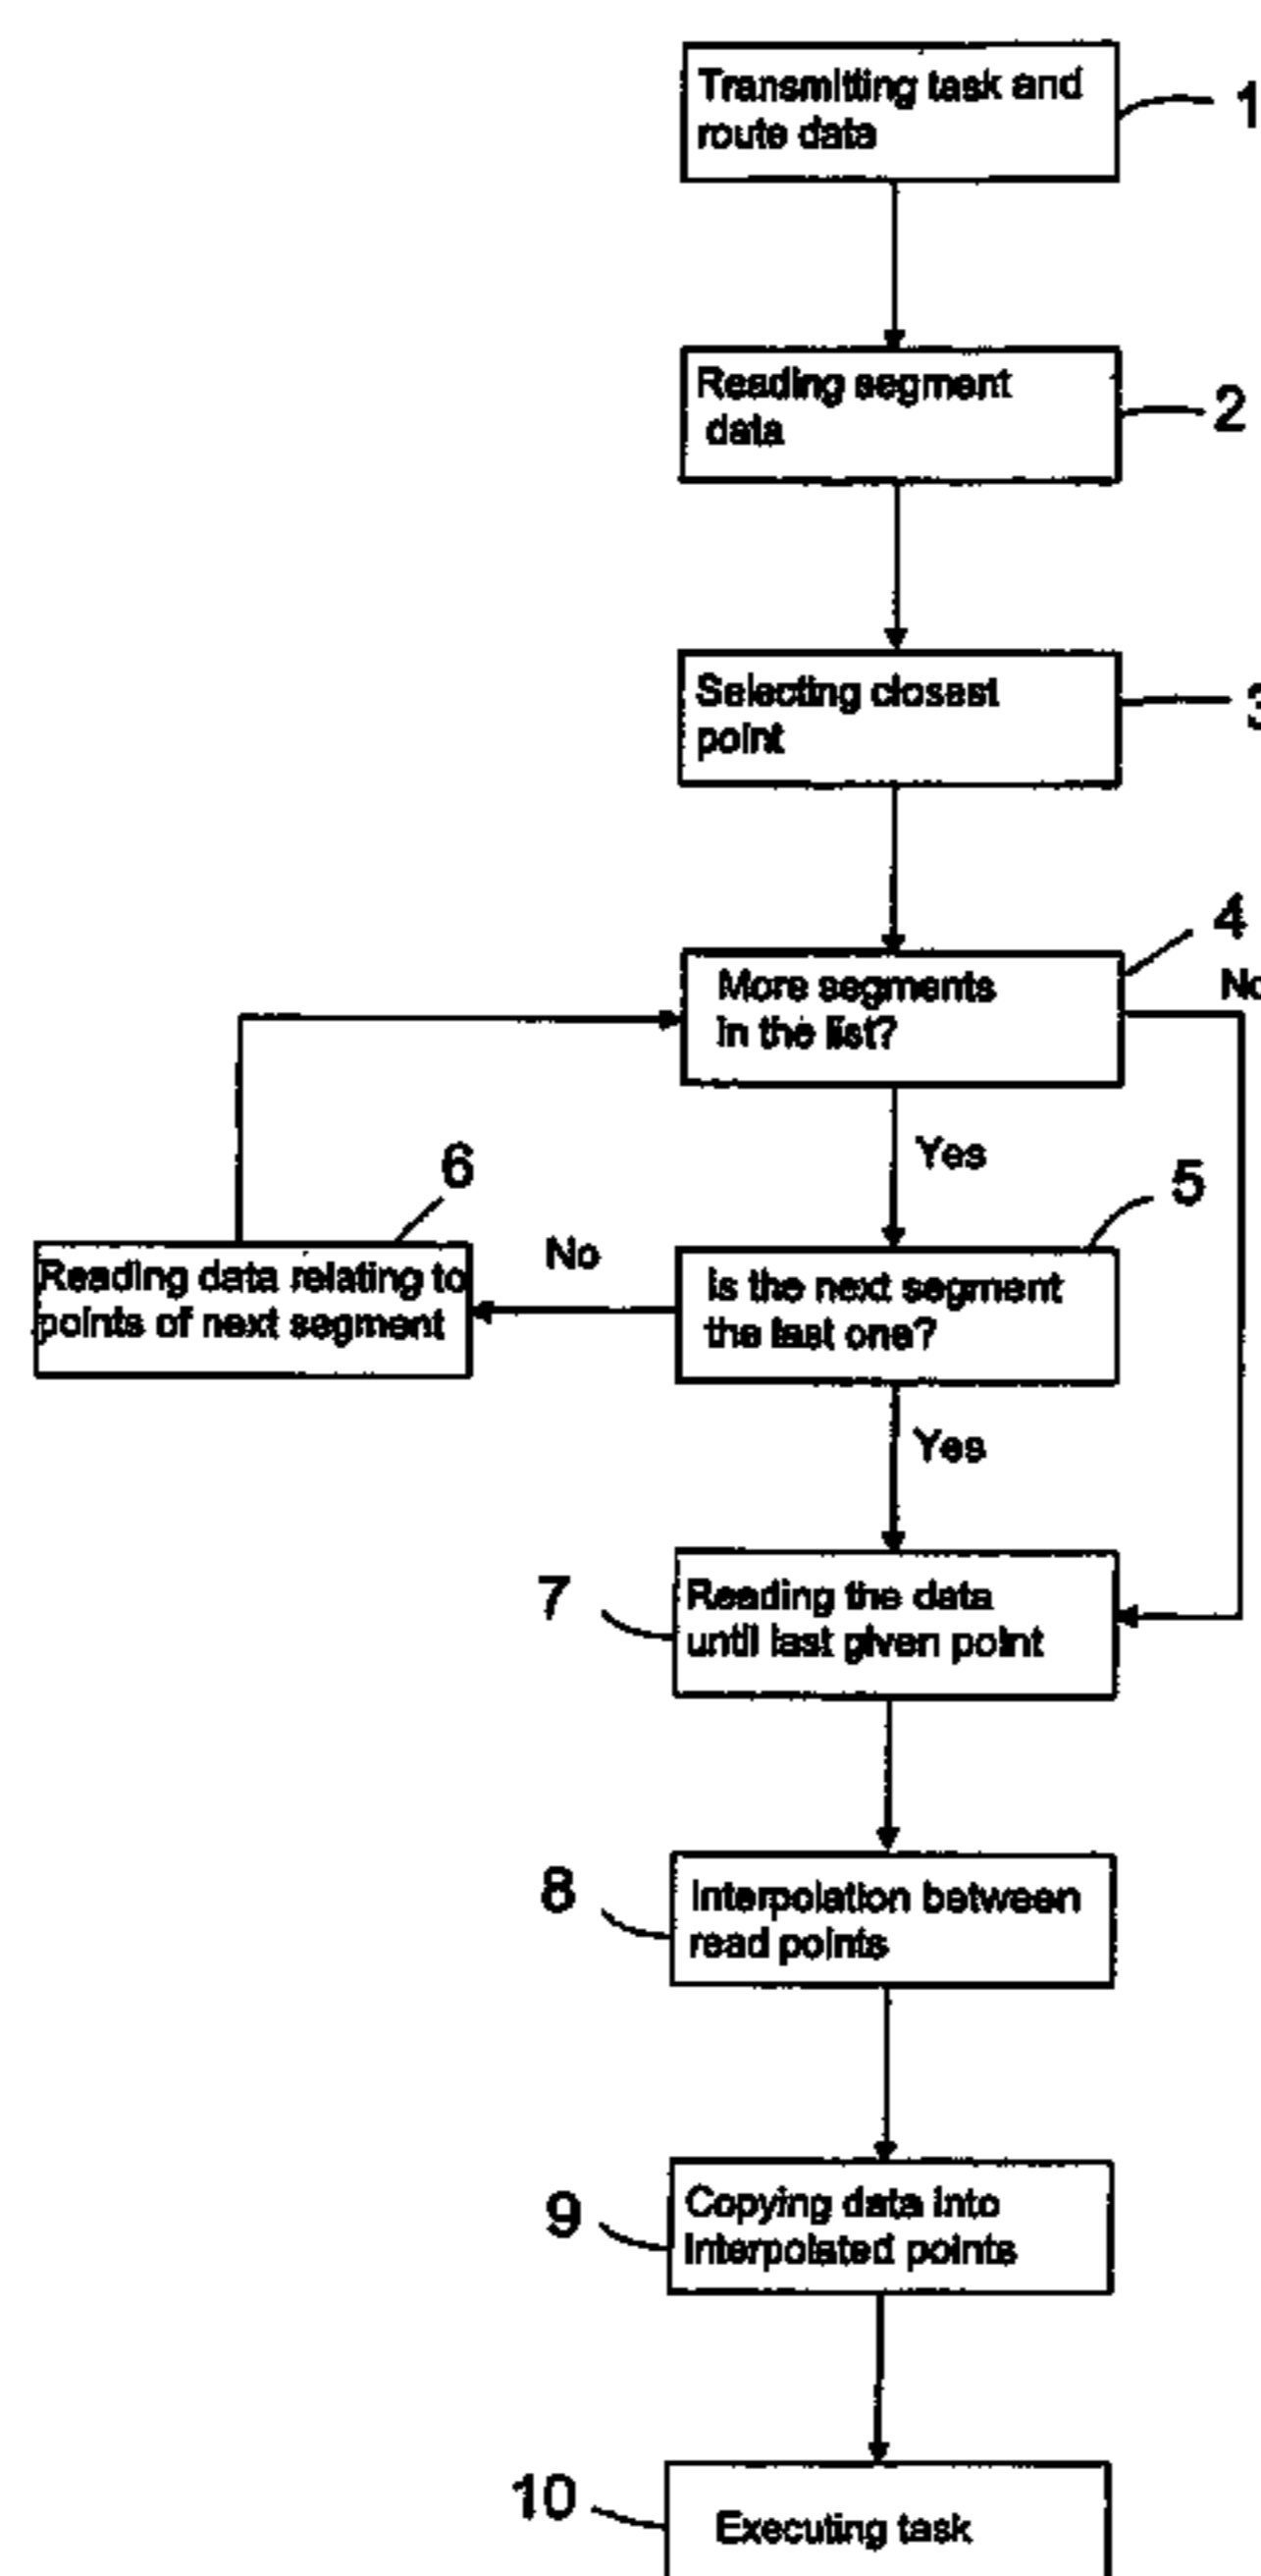 Transmitting task and
route data
1
Reading segment
data
2
Selecting closest
point
3
More segments
in the list?
4
No
Yes
6
Reading data relating to
points of next segment
No
Is the next segment
the last one?
5
Yes
7
Reading the data
until last given point
8
Interpolation between
read points
9
Copying data into
interpolated points
10
Executing task